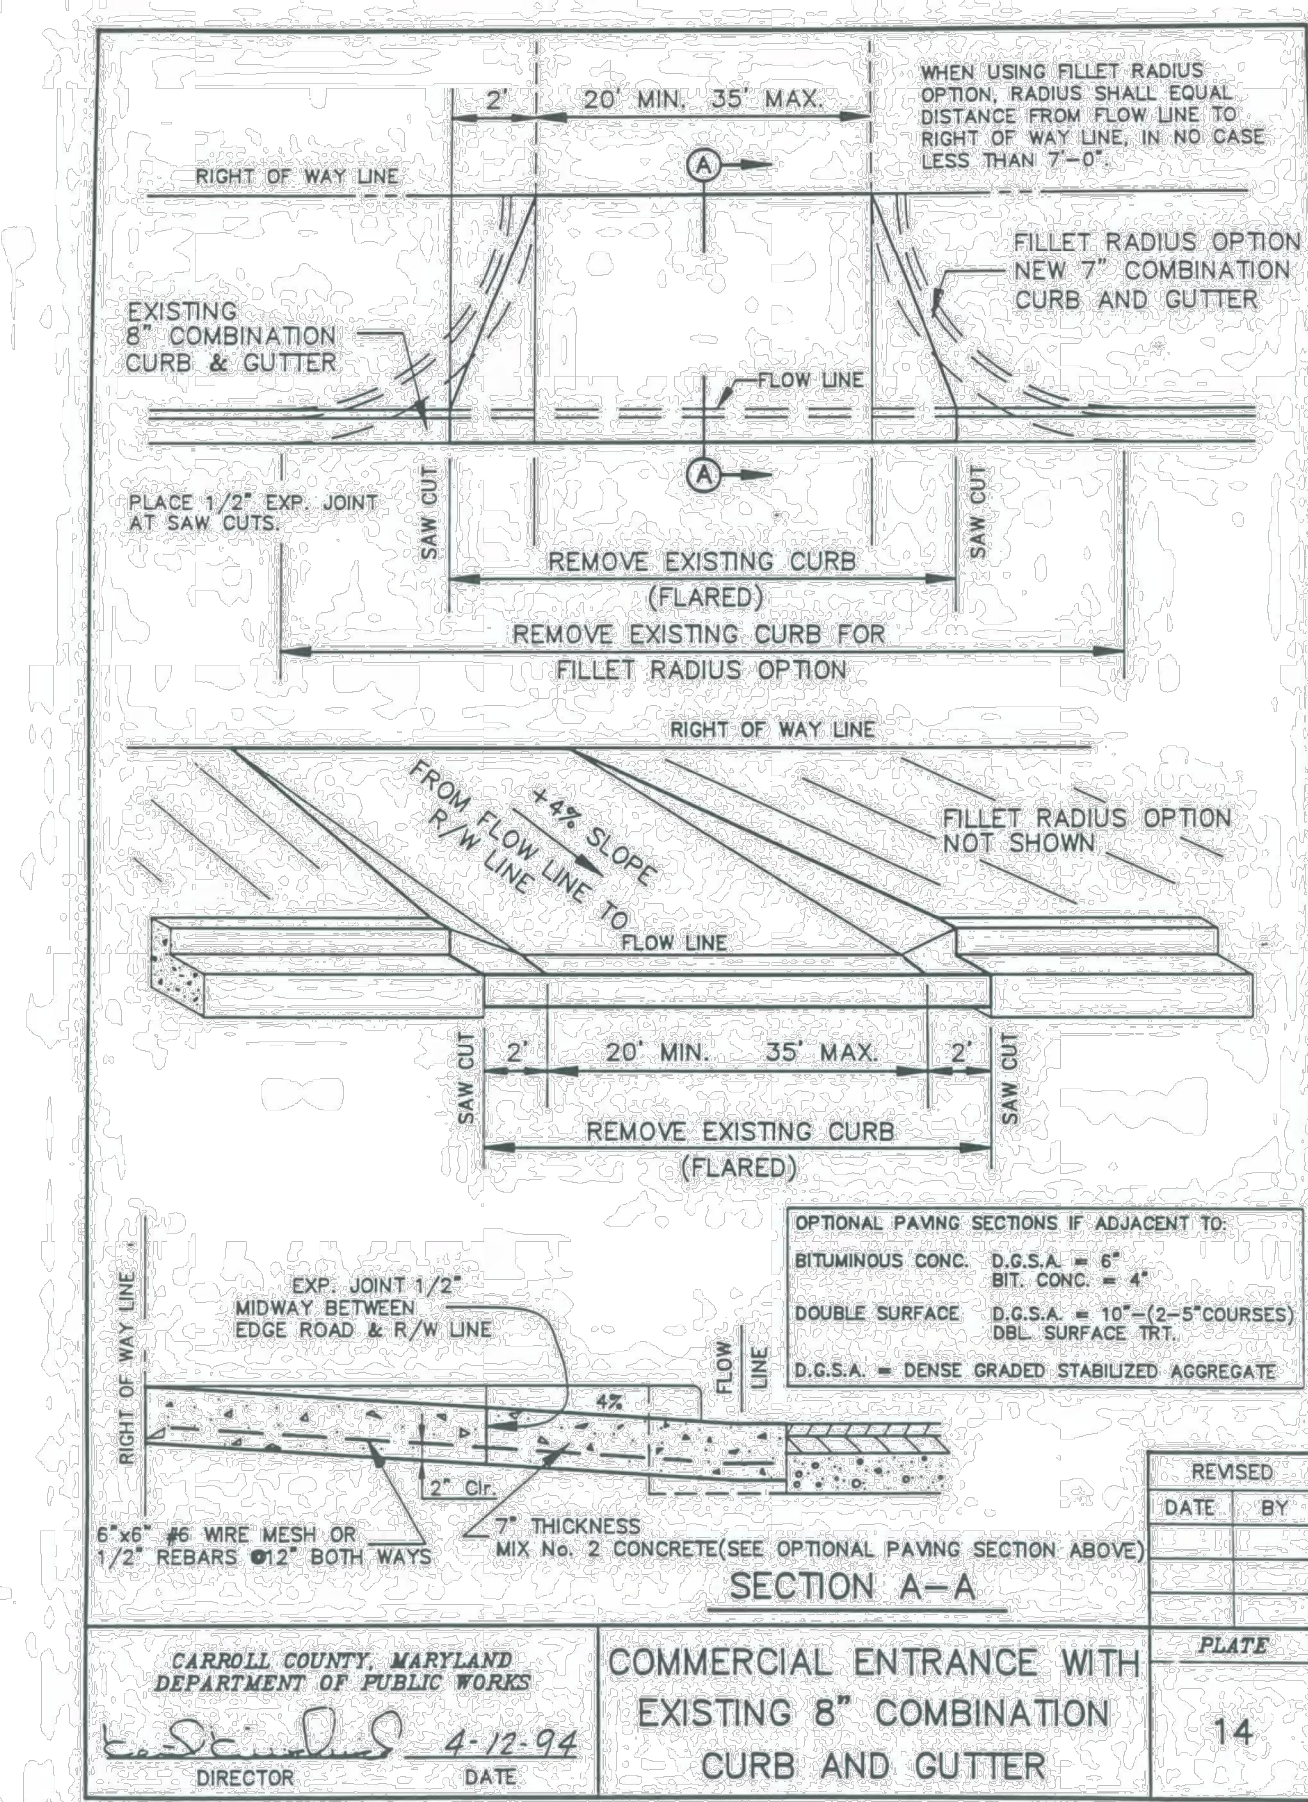 2'
20' MIN. 35' MAX.
WHEN USING FILLET RADIUS
OPTION, RADIUS SHALL EQUAL
DISTANCE FROM FLOW LINE TO
RIGHT OF WAY LINE, IN NO CASE
LESS THAN 7'-0".
A
RIGHT OF WAY LINE
FILLET RADIUS OPTION
NEW 7" COMBINATION
CURB AND GUTTER
EXISTING
8" COMBINATION
CURB & GUTTER
FLOW LINE
A
PLACE 1/2" EXP. JOINT
AT SAW CUTS.
SAW CUT
SAW CUT
REMOVE EXISTING CURB
(FLARED)
REMOVE EXISTING CURB FOR
FILLET RADIUS OPTION
RIGHT OF WAY LINE
+4% SLOPE
FROM FLOW LINE TO
R/W LINE
FILLET RADIUS OPTION
NOT SHOWN
FLOW LINE
SAW CUT
2'
20' MIN. 35' MAX.
2'
SAW CUT
REMOVE EXISTING CURB
(FLARED)
OPTIONAL PAVING SECTIONS IF ADJACENT TO:
BITUMINOUS CONC. D.G.S.A. = 6"
BIT. CONC. = 4"
DOUBLE SURFACE D.G.S.A. = 10"-(2-5"COURSES)
DBL. SURFACE TRT.
D.G.S.A. = DENSE GRADED STABILIZED AGGREGATE
RIGHT OF WAY LINE
EXP. JOINT 1/2"
MIDWAY BETWEEN
EDGE ROAD & R/W LINE
FLOW
LINE
4%
2" Clr.
6"x6" #6 WIRE MESH OR
1/2" REBARS @12" BOTH WAYS
7" THICKNESS
MIX No. 2 CONCRETE(SEE OPTIONAL PAVING SECTION ABOVE)
SECTION A-A
REVISED
DATE BY
CARROLL COUNTY, MARYLAND
DEPARTMENT OF PUBLIC WORKS
4-12-94
DIRECTOR DATE
COMMERCIAL ENTRANCE WITH
EXISTING 8" COMBINATION
CURB AND GUTTER
PLATE
14